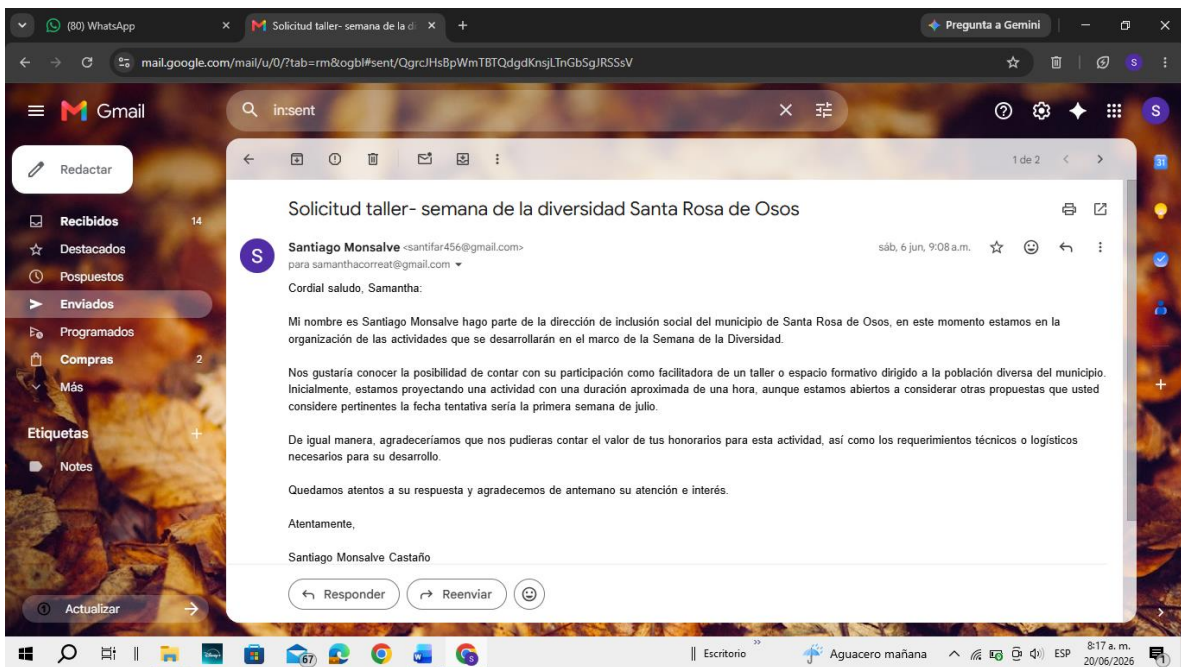 (80) WhatsApp
Solicitud taller- semana de la di
Pregunta a Gemini
mail.google.com/mail/u/0/?tab=rm&ogbl#sent/QgrcJHsBpWmTBTQdgdKnsjLTnGbSgJRSSsV
S
Gmail
in:sent
S
Redactar
1 de 2
31
Recibidos 14
Destacados
Pospuestos
Enviados
Programados
Compras 2
Más
Etiquetas
Notes
Actualizar
Solicitud taller- semana de la diversidad Santa Rosa de Osos
S
Santiago Monsalve <santifar456@gmail.com>
sáb, 6 jun, 9:08 a.m.
para samanthacorreat@gmail.com
Cordial saludo, Samantha:
Mi nombre es Santiago Monsalve hago parte de la dirección de inclusión social del municipio de Santa Rosa de Osos, en este momento estamos en la
organización de las actividades que se desarrollarán en el marco de la Semana de la Diversidad.
Nos gustaría conocer la posibilidad de contar con su participación como facilitadora de un taller o espacio formativo dirigido a la población diversa del municipio.
Inicialmente, estamos proyectando una actividad con una duración aproximada de una hora, aunque estamos abiertos a considerar otras propuestas que usted
considere pertinentes la fecha tentativa sería la primera semana de julio.
De igual manera, agradeceríamos que nos pudieras contar el valor de tus honorarios para esta actividad, así como los requerimientos técnicos o logísticos
necesarios para su desarrollo.
Quedamos atentos a su respuesta y agradecemos de antemano su atención e interés.
Atentamente,
Santiago Monsalve Castaño
Responder
Reenviar
67
Escritorio
Aguacero mañana
ESP
8:17 a. m.
20/06/2026